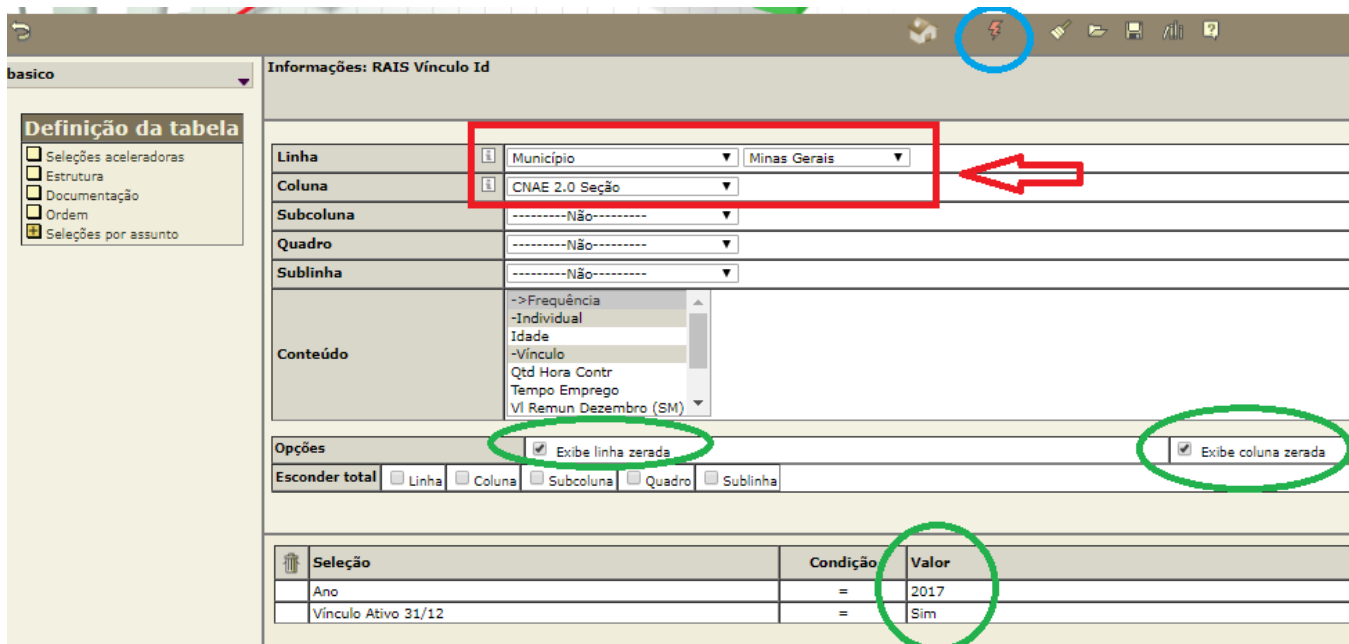 basico
Informações: RAIS Vínculo Id
Definição da tabela
Seleções aceleradoras
Estrutura
Documentação
Ordem
Seleções por assunto
Linha Município Minas Gerais
Coluna CNAE 2.0 Seção
Subcoluna ---------Não---------
Quadro ---------Não---------
Sublinha ---------Não---------
Conteúdo
->Frequência
-Individual
Idade
-Vínculo
Qtd Hora Contr
Tempo Emprego
Vl Remun Dezembro (SM)
Opções Exibe linha zerada Exibe coluna zerada
Esconder total Linha Coluna Subcoluna Quadro Sublinha
Seleção Condição Valor
Ano = 2017
Vínculo Ativo 31/12 = Sim